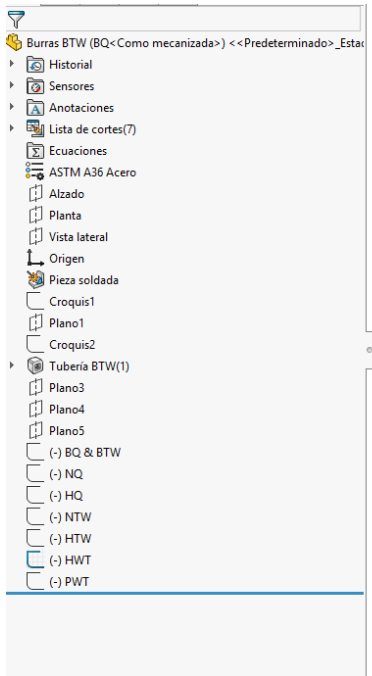 Burras BTW (BQ<Como mecanizada>) <<Predeterminado>_Estac
Historial
Sensores
Anotaciones
Lista de cortes(7)
Ecuaciones
ASTM A36 Acero
Alzado
Planta
Vista lateral
Origen
Pieza soldada
Croquis1
Plano1
Croquis2
Tubería BTW(1)
Plano3
Plano4
Plano5
(-) BQ & BTW
(-) NQ
(-) HQ
(-) NTW
(-) HTW
(-) HWT
(-) PWT